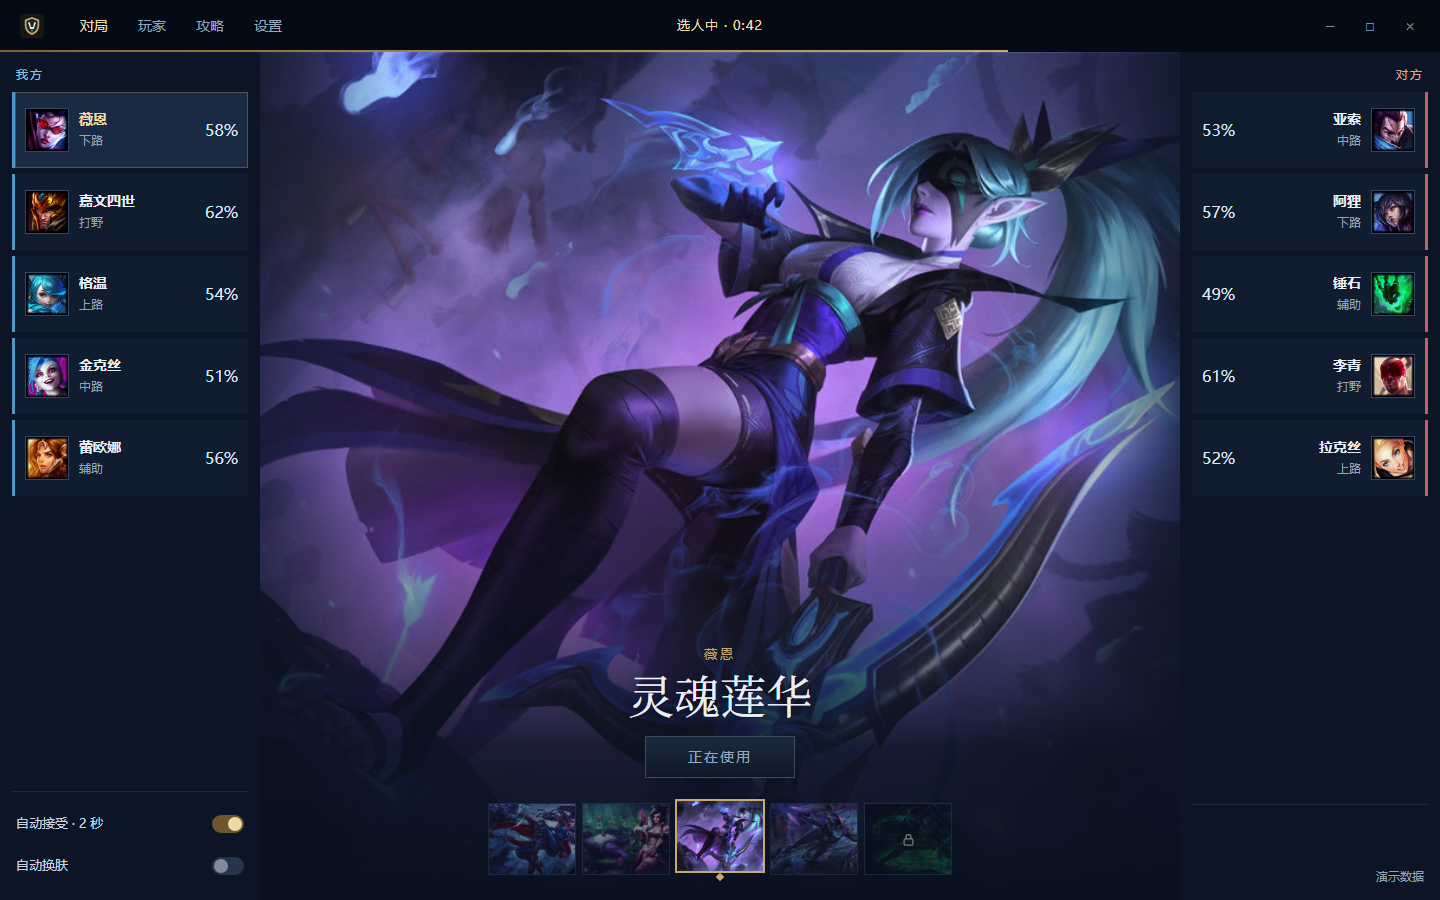 对局 玩家 攻略 设置
选人中 · 0:42
我方
薇恩
下路
58%
嘉文四世
打野
62%
格温
上路
54%
金克丝
中路
51%
蕾欧娜
辅助
56%
自动接受 · 2 秒
自动换肤
薇恩
灵魂莲华
正在使用
对方
53%
亚索
中路
57%
阿狸
下路
49%
锤石
辅助
61%
李青
打野
52%
拉克丝
上路
演示数据